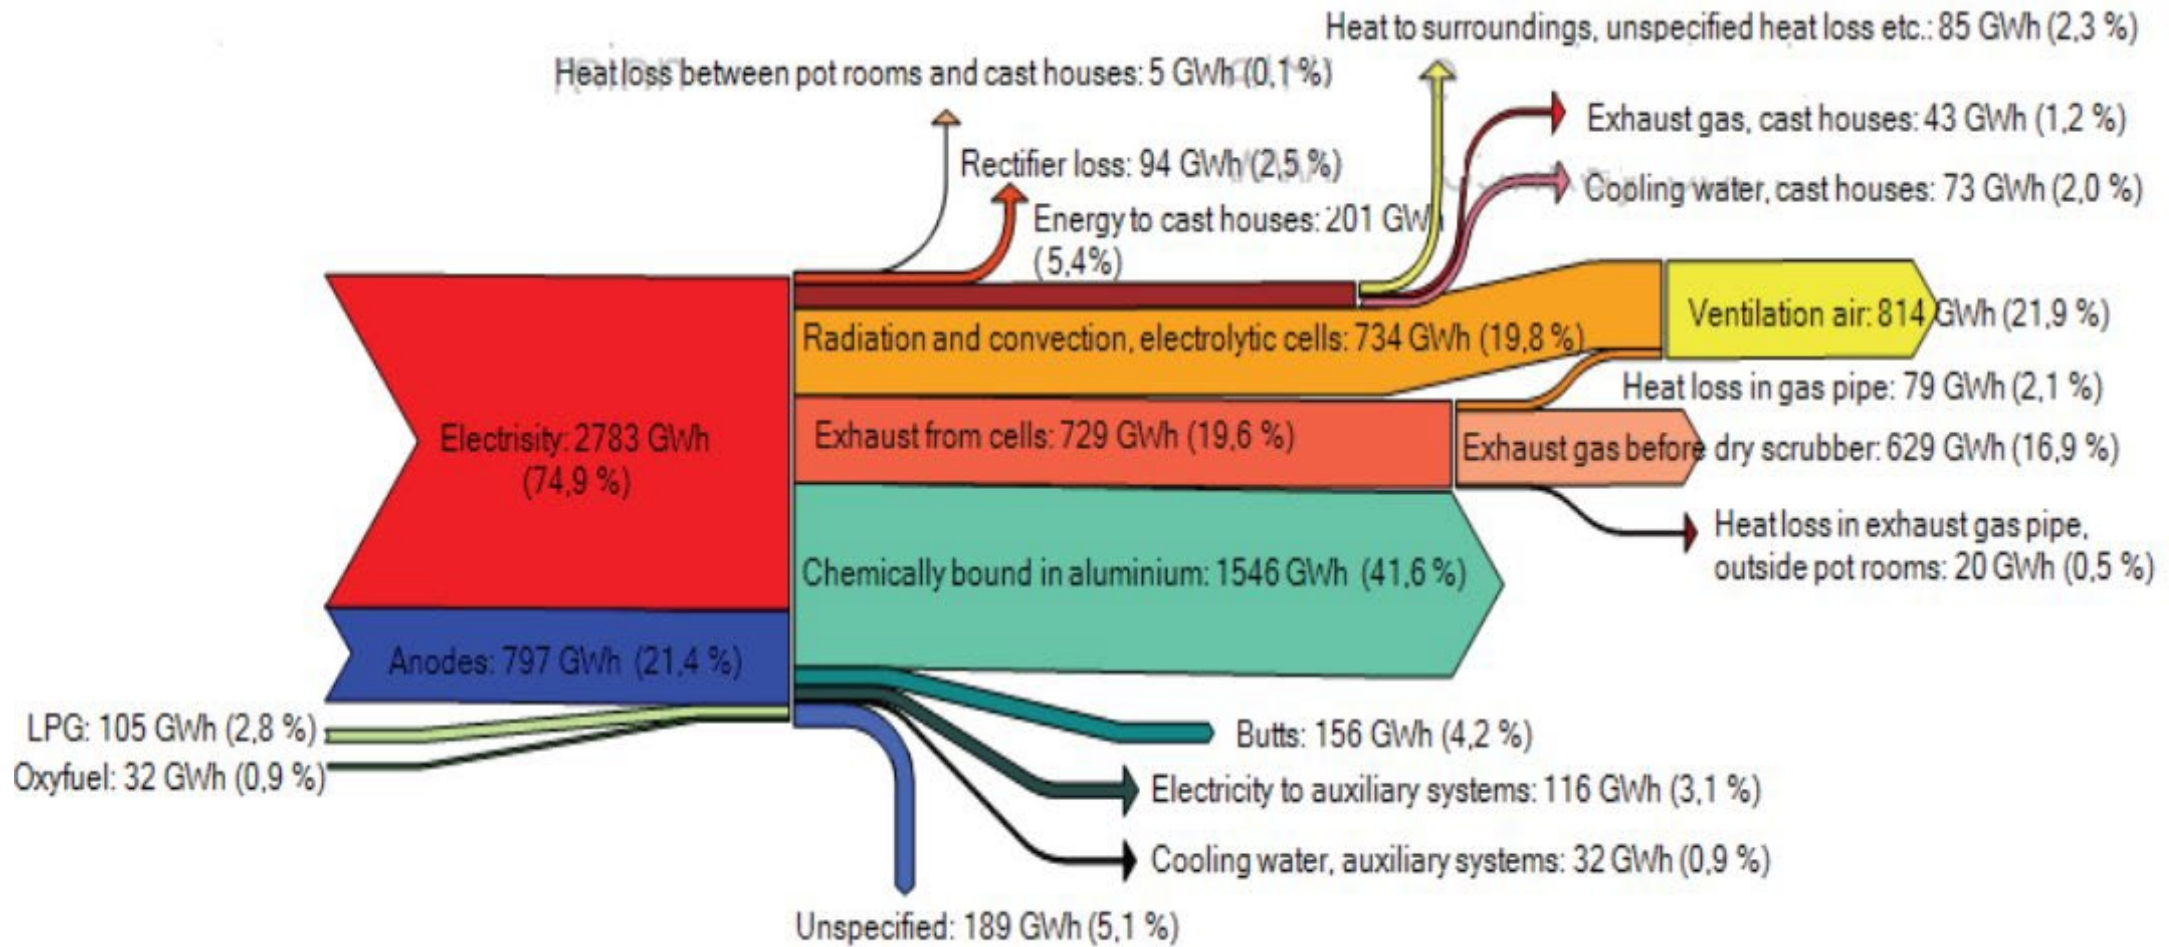 Heat to surroundings, unspecified heat loss etc.: 85 GWh (2,3 %)
Heat loss between pot rooms and cast houses: 5 GWh (0,1 %)
Exhaust gas, cast houses: 43 GWh (1,2 %)
Rectifier loss: 94 GWh (2,5 %)
Cooling water, cast houses: 73 GWh (2,0 %)
Energy to cast houses: 201 GWh
(5,4%)
Ventilation air: 814 GWh (21,9 %)
Radiation and convection, electrolytic cells: 734 GWh (19,8 %)
Heat loss in gas pipe: 79 GWh (2,1 %)
Electrisity: 2783 GWh
(74,9 %)
Exhaust from cells: 729 GWh (19,6 %)
Exhaust gas before dry scrubber: 629 GWh (16,9 %)
Heat loss in exhaust gas pipe,
outside pot rooms: 20 GWh (0,5 %)
Chemically bound in aluminium: 1546 GWh (41,6 %)
Anodes: 797 GWh (21,4 %)
LPG: 105 GWh (2,8 %)
Oxyfuel: 32 GWh (0,9 %)
Butts: 156 GWh (4,2 %)
Electricity to auxiliary systems: 116 GWh (3,1 %)
Cooling water, auxiliary systems: 32 GWh (0,9 %)
Unspecified: 189 GWh (5,1 %)